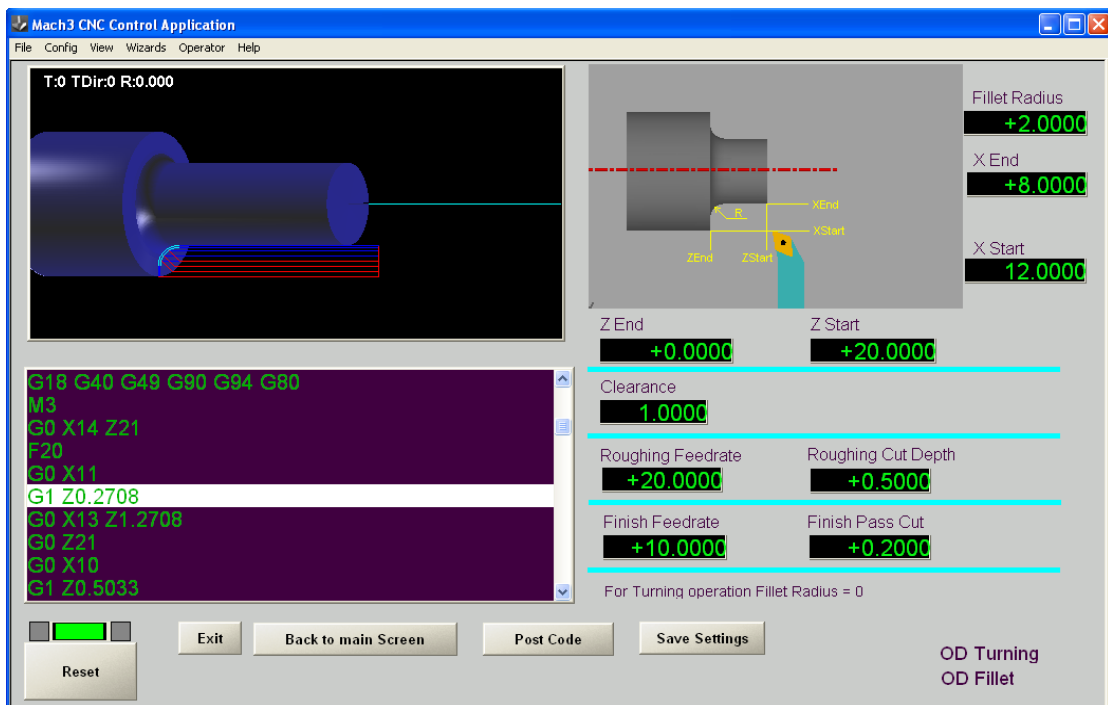 Mach3 CNC Control Application
File Config View Wizards Operator Help
T:0 TDir:0 R:0.000
R
XEnd
XStart
ZEnd ZStart
Fillet Radius
+2.0000
X End
+8.0000
X Start
12.0000
Z End Z Start
+0.0000 +20.0000
Clearance
1.0000
Roughing Feedrate Roughing Cut Depth
+20.0000 +0.5000
Finish Feedrate Finish Pass Cut
+10.0000 +0.2000
For Turning operation Fillet Radius = 0
G18 G40 G49 G90 G94 G80
M3
G0 X14 Z21
F20
G0 X11
G1 Z0.2708
G0 X13 Z1.2708
G0 Z21
G0 X10
G1 Z0.5033
Reset
Exit
Back to main Screen
Post Code
Save Settings
OD Turning
OD Fillet